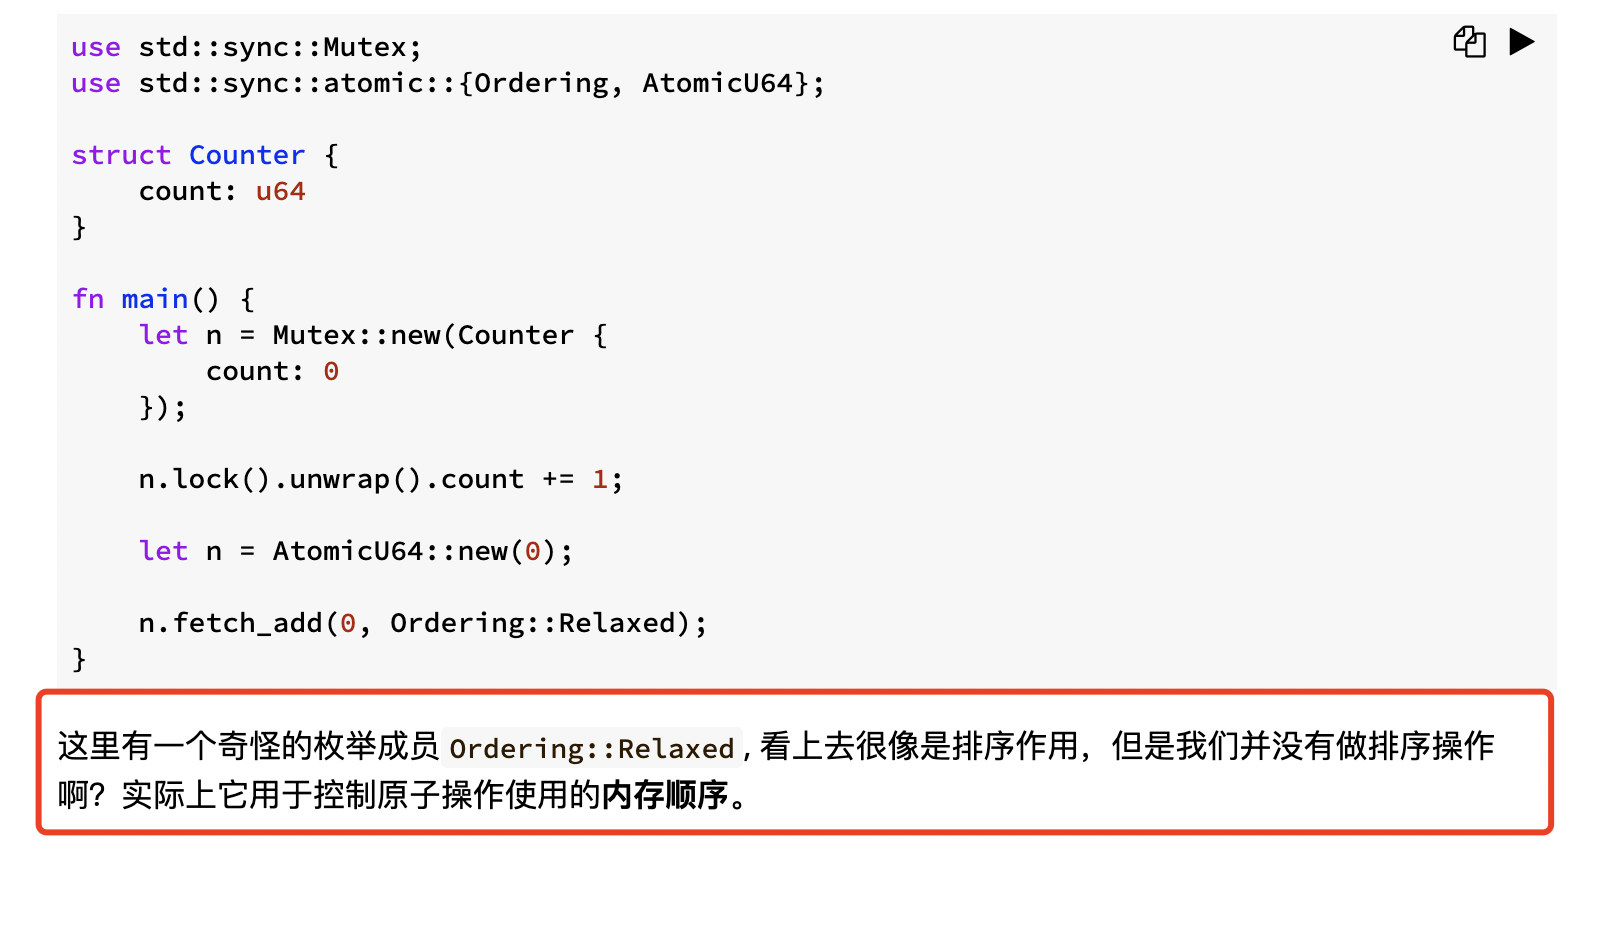 use std::sync::Mutex;
use std::sync::atomic::{Ordering, AtomicU64};
struct Counter {
    count: u64
}
fn main() {
    let n = Mutex::new(Counter {
        count: 0
    });
    n.lock().unwrap().count += 1;
    let n = AtomicU64::new(0);
    n.fetch_add(0, Ordering::Relaxed);
}
这里有一个奇怪的枚举成员 Ordering::Relaxed, 看上去很像是排序作用，但是我们并没有做排序操作
啊？实际上它用于控制原子操作使用的内存顺序。